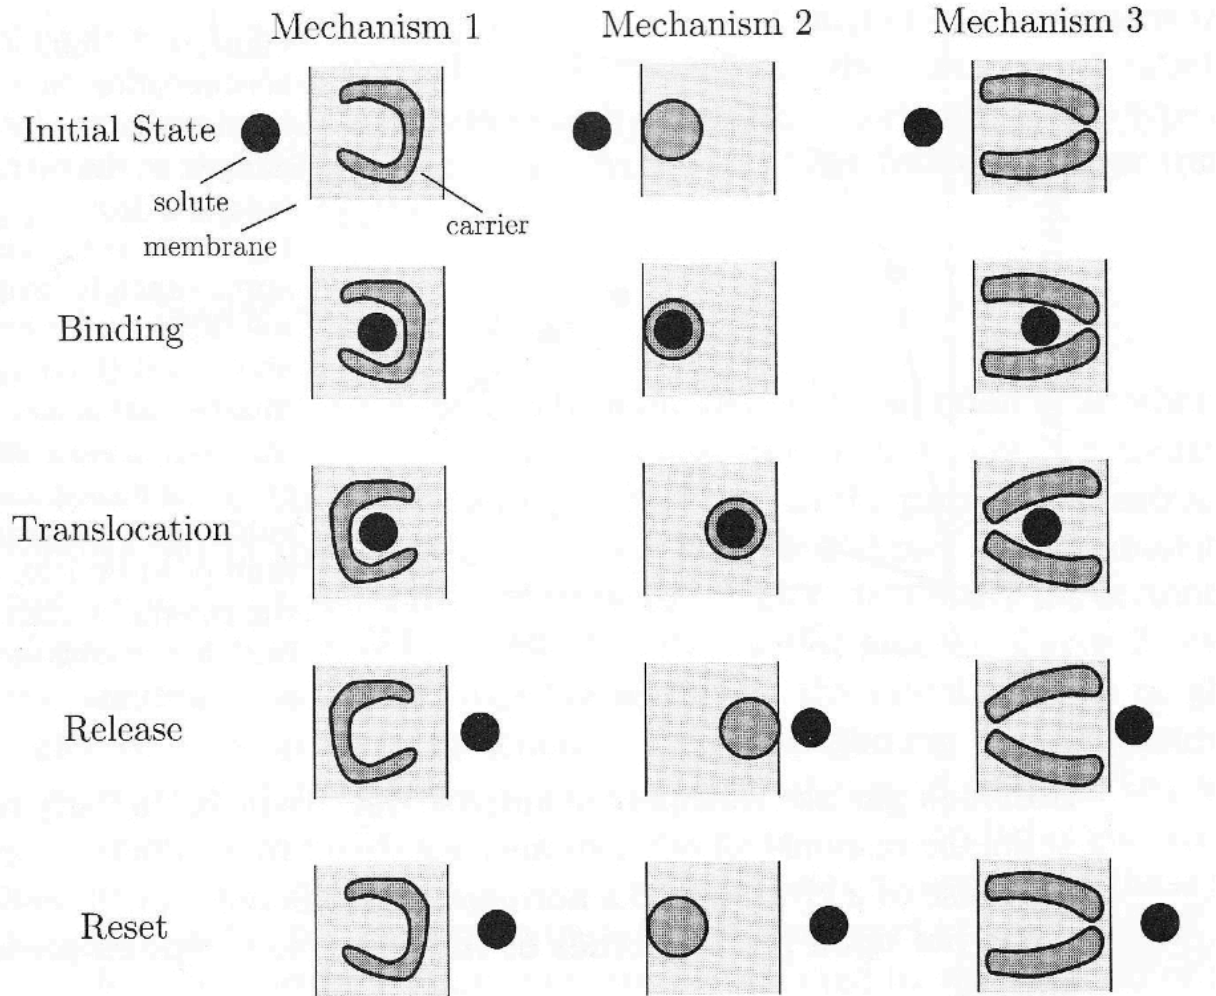 Mechanism 1 Mechanism 2 Mechanism 3
Initial State
solute
membrane
carrier
Binding
Translocation
Release
Reset